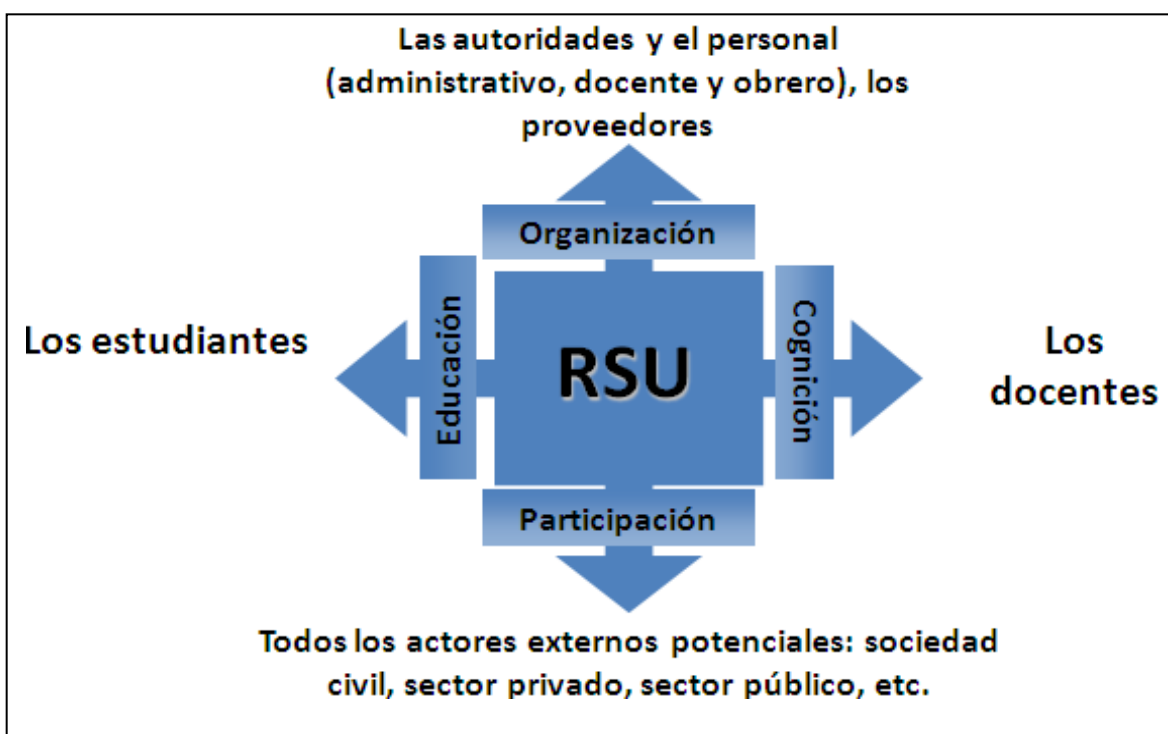 Las autoridades y el personal
(administrativo, docente y obrero), los
proveedores
Organización
Los estudiantes
Educación
RSU
Cognición
Los
docentes
Participación
Todos los actores externos potenciales: sociedad
civil, sector privado, sector público, etc.